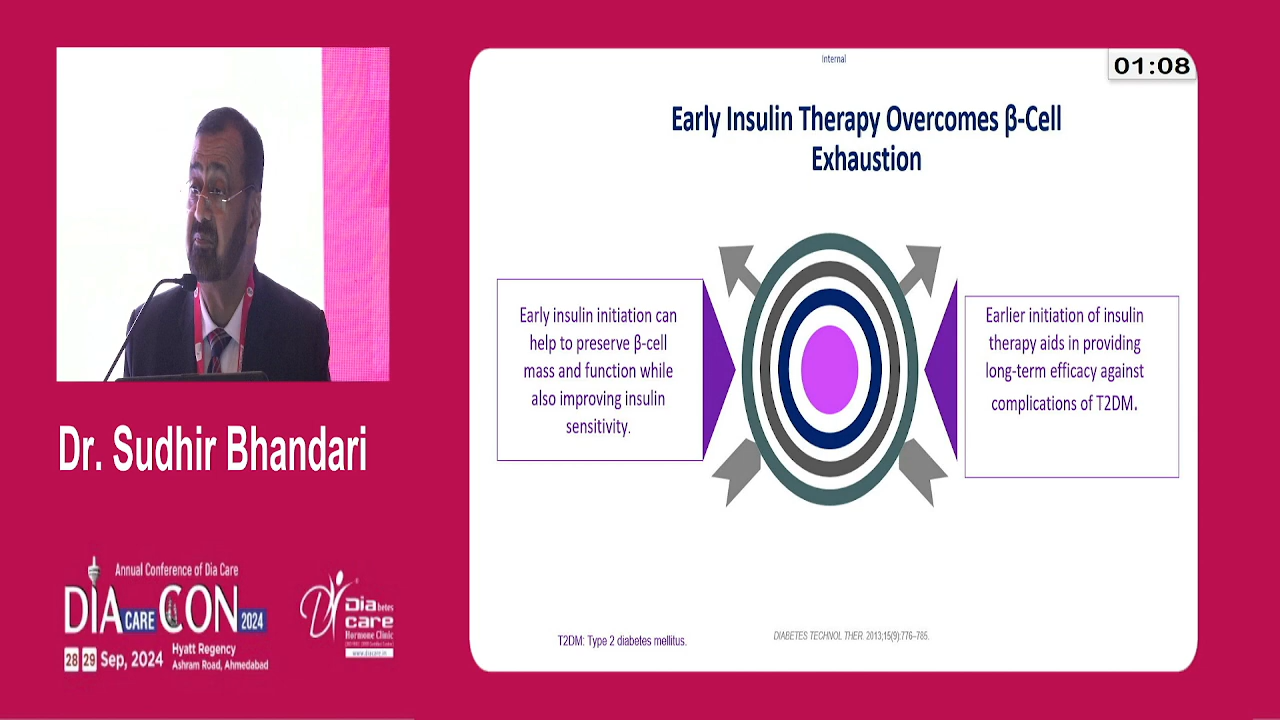 Internal
01:08
Early Insulin Therapy Overcomes β-Cell
Exhaustion
Early insulin initiation can
help to preserve β-cell
mass and function while
also improving insulin
sensitivity.
Earlier initiation of insulin
therapy aids in providing
long-term efficacy against
complications of T2DM.
T2DM: Type 2 diabetes mellitus.
DIABETES TECHNOL THER. 2013;15(9):776–785.
Dr. Sudhir Bhandari
Annual Conference of Dia Care
DIA CARE CON 2024
28 29 Sep, 2024
Hyatt Regency
Ashram Road, Ahmedabad
Diabetes
care
Hormone Clinic
www.diacare.in